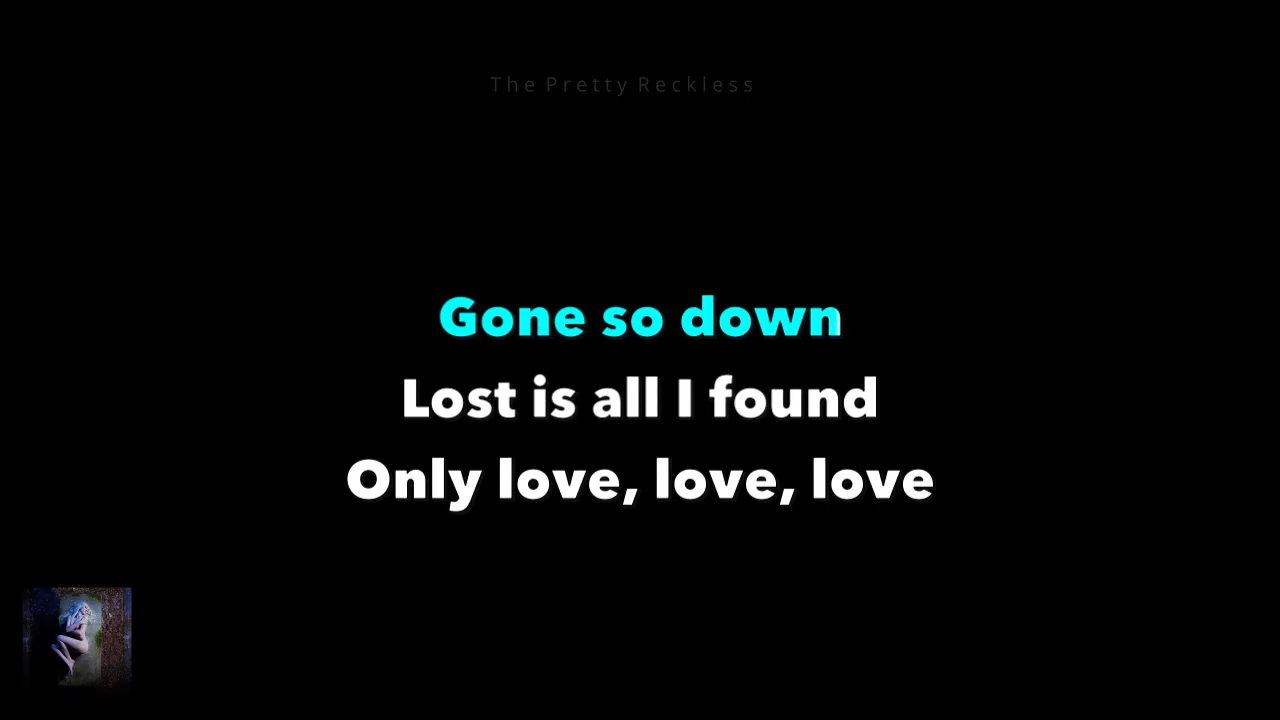 The Pretty Reckless
Gone so down
Lost is all I found
Only love, love, love